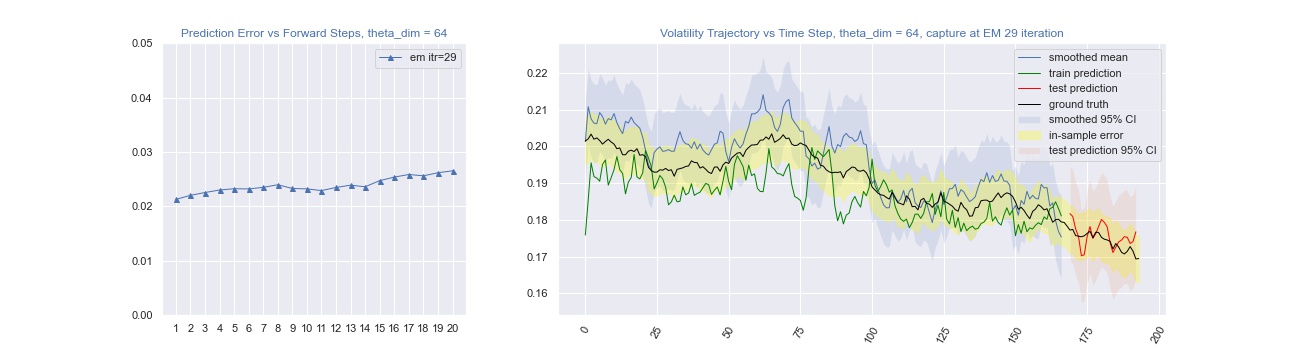 Prediction Error vs Forward Steps, theta_dim = 64
0.05
0.04
0.03
0.02
0.01
0.00
em itr=29
1 2 3 4 5 6 7 8 9 10 11 12 13 14 15 16 17 18 19 20
Volatility Trajectory vs Time Step, theta_dim = 64, capture at EM 29 iteration
0.22
0.21
0.20
0.19
0.18
0.17
0.16
smoothed mean
train prediction
test prediction
ground truth
smoothed 95% CI
in-sample error
test prediction 95% CI
0 25 50 75 100 125 150 175 200